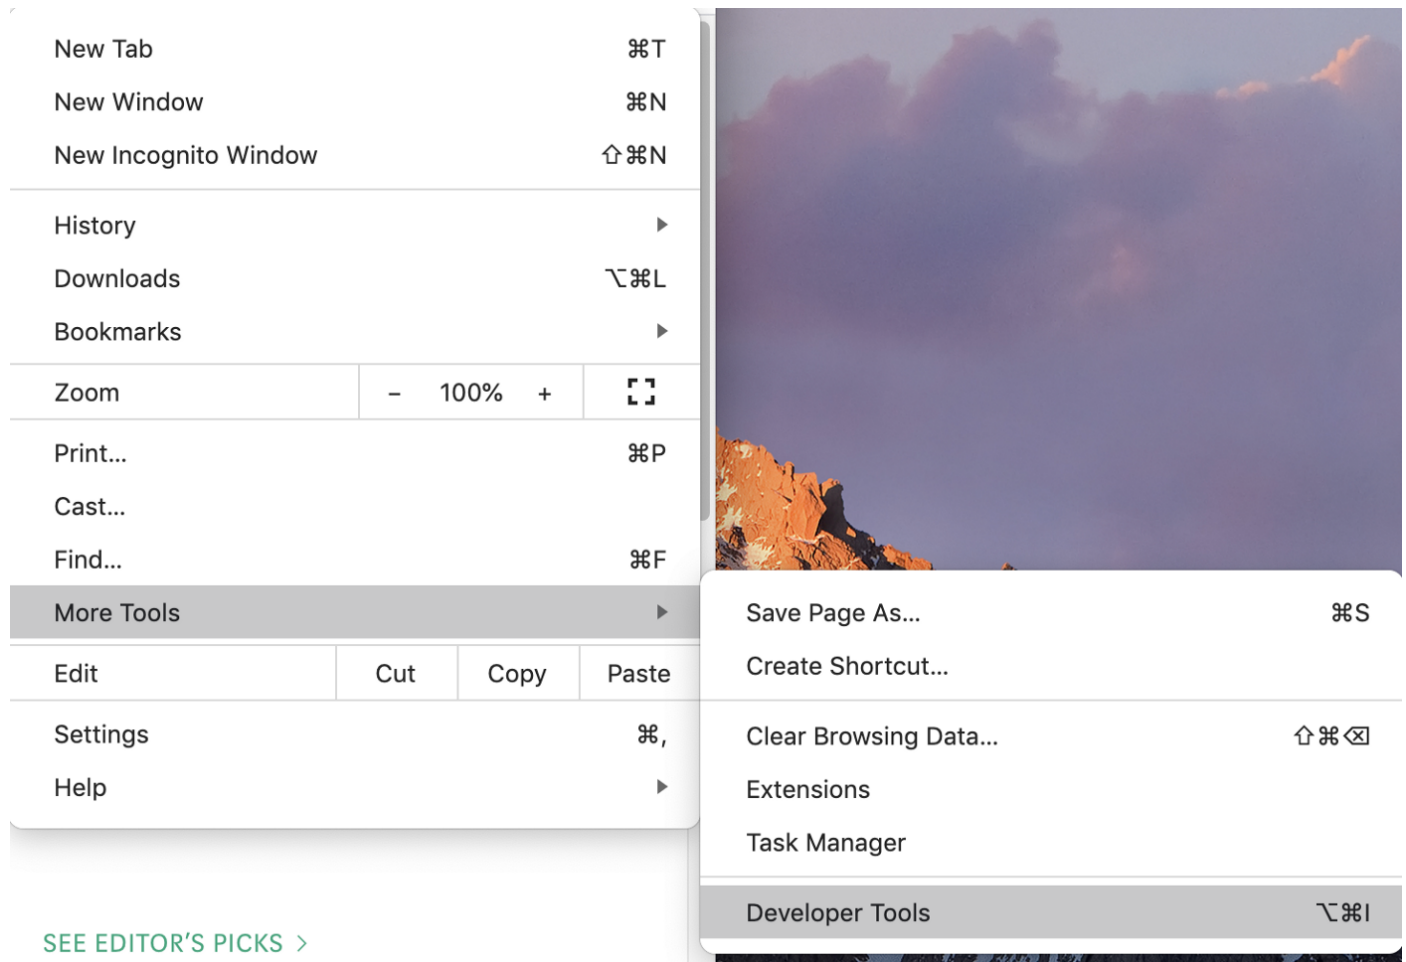 New Tab ⌘T
New Window ⌘N
New Incognito Window ⇧⌘N
History ▸
Downloads ⌥⌘L
Bookmarks ▸
Zoom − 100% +
Print... ⌘P
Cast...
Find... ⌘F
More Tools ▸
Edit Cut Copy Paste
Settings ⌘,
Help ▸
Save Page As... ⌘S
Create Shortcut...
Clear Browsing Data... ⇧⌘⌫
Extensions
Task Manager
Developer Tools ⌥⌘I
SEE EDITOR'S PICKS >